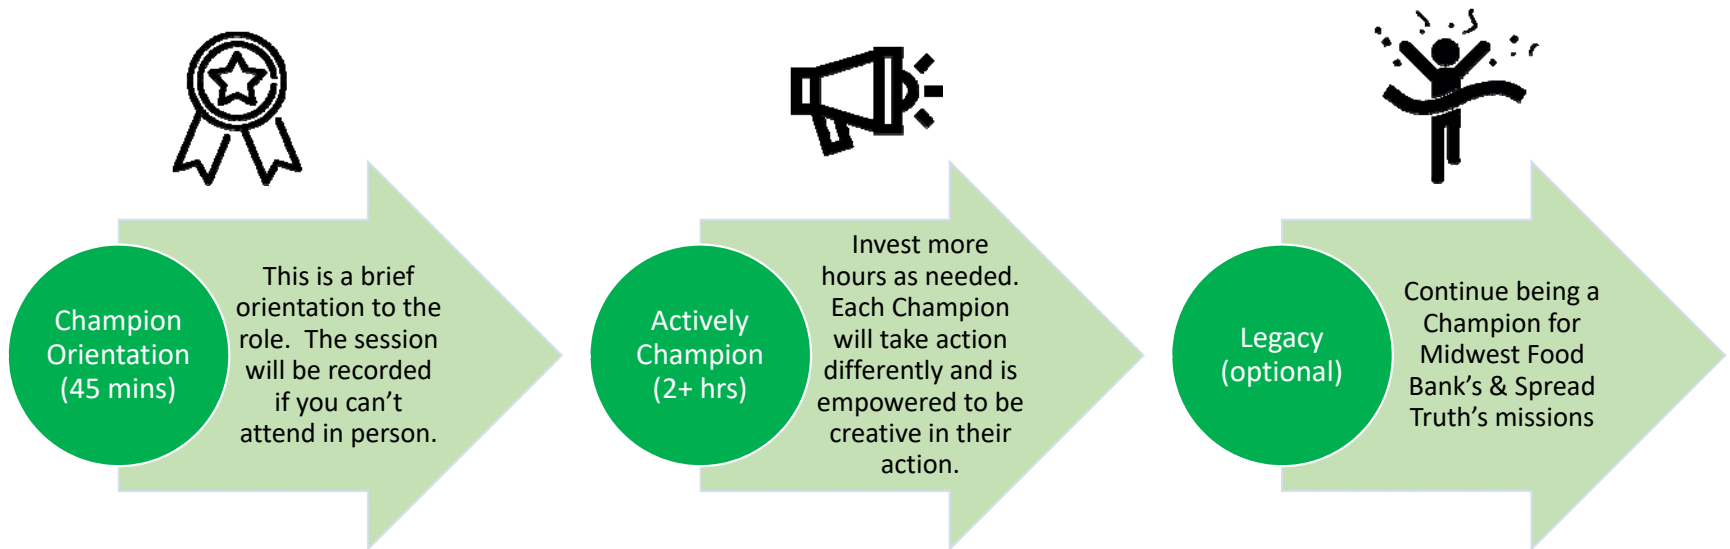 Champion
Orientation
(45 mins)
This is a brief
orientation to the
role.  The session
will be recorded
if you can’t
attend in person.
Actively
Champion
(2+ hrs)
Invest more
hours as needed.
Each Champion
will take action
differently and is
empowered to be
creative in their
action.
Legacy
(optional)
Continue being a
Champion for
Midwest Food
Bank’s & Spread
Truth’s missions